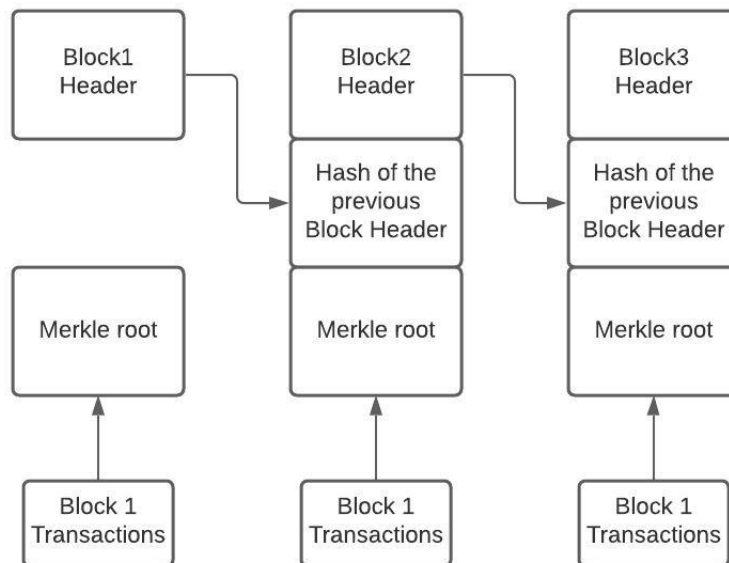 Block1
Header
Block2
Header
Block3
Header
Hash of the
previous
Block Header
Hash of the
previous
Block Header
Merkle root
Merkle root
Merkle root
Block 1
Transactions
Block 1
Transactions
Block 1
Transactions